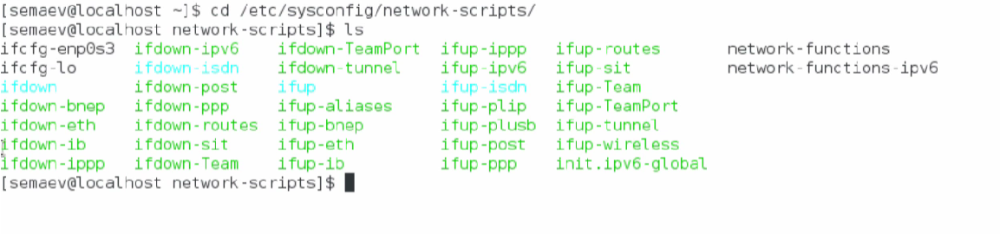 [semaev@localhost ~]$ cd /etc/sysconfig/network-scripts/
[semaev@localhost network-scripts]$ ls
ifcfg-enp0s3  ifdown-ipv6    ifdown-TeamPort  ifup-ippp   ifup-routes       network-functions
ifcfg-lo      ifdown-isdn    ifdown-tunnel    ifup-ipv6   ifup-sit          network-functions-ipv6
ifdown        ifdown-post    ifup             ifup-isdn   ifup-Team
ifdown-bnep   ifdown-ppp     ifup-aliases     ifup-plip   ifup-TeamPort
ifdown-eth    ifdown-routes  ifup-bnep        ifup-plusb  ifup-tunnel
ifdown-ib     ifdown-sit     ifup-eth         ifup-post   ifup-wireless
ifdown-ippp   ifdown-Team    ifup-ib          ifup-ppp    init.ipv6-global
[semaev@localhost network-scripts]$